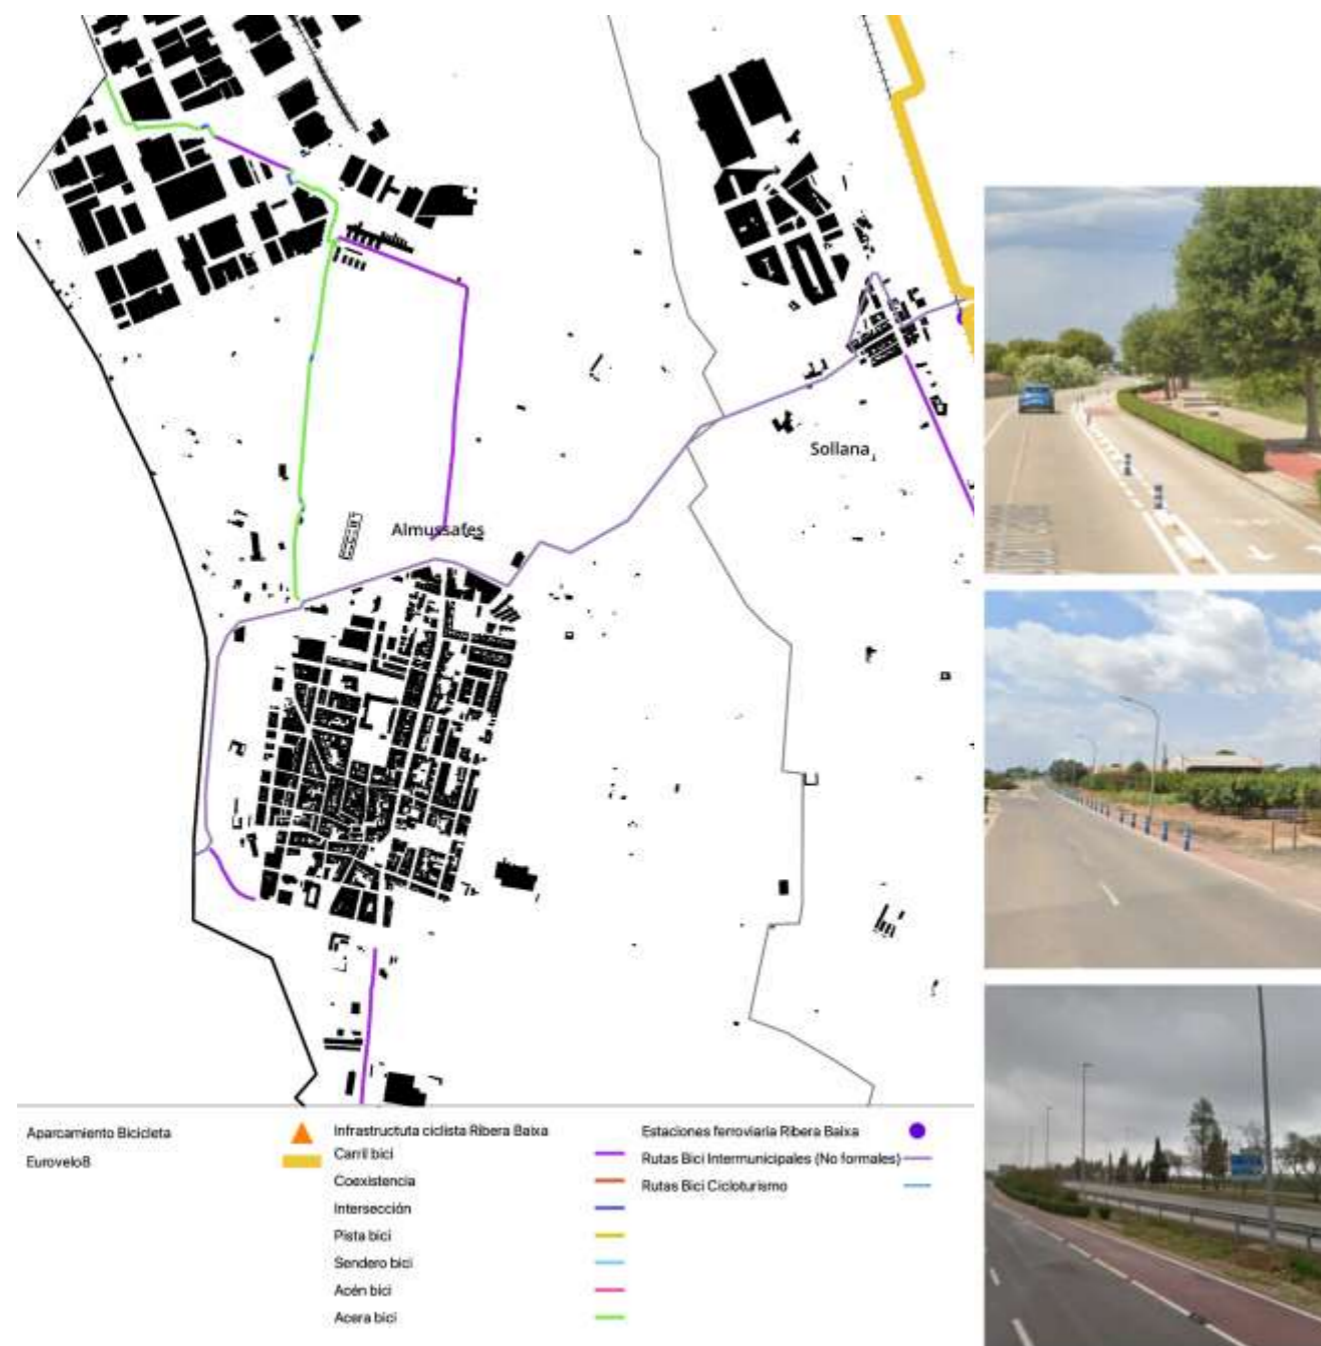 Sollana
Almussafes
Aparcamiento Bicicleta
Eurovelo8
Infraestructuta ciclista Ribera Baixa
Carril bici
Coexistencia
Intersección
Pista bici
Sendero bici
Acén bici
Acera bici
Estaciones ferroviaria Ribera Baixa
Rutas Bici Intermunicipales (No formales)
Rutas Bici Cicloturismo